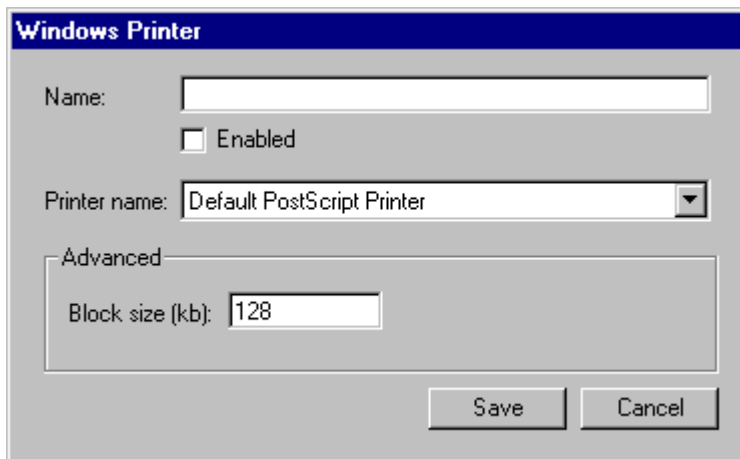 Windows Printer
Name:
Enabled
Printer name: Default PostScript Printer
Advanced
Block size (kb): 128
Save Cancel